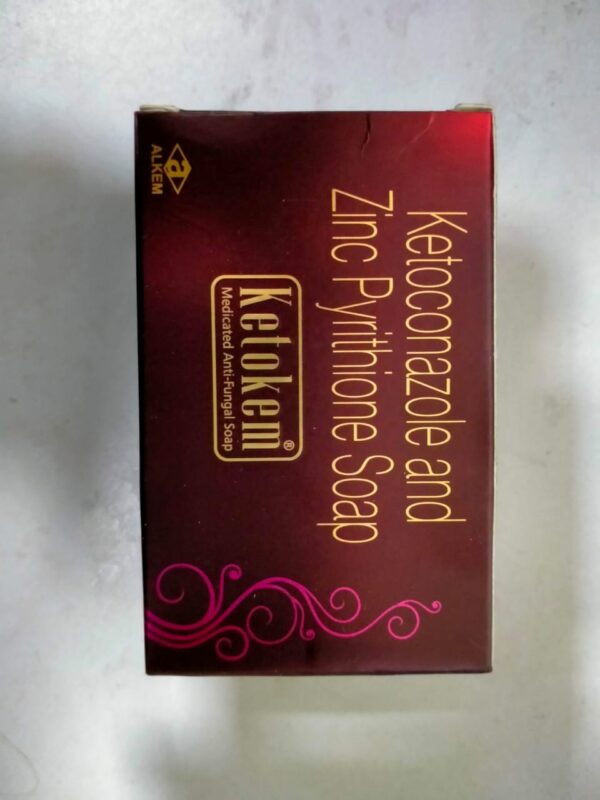 Ketoconazole and
Zinc Pyrithione Soap
Ketokem®
Medicated Anti-Fungal Soap
a
ALKEM